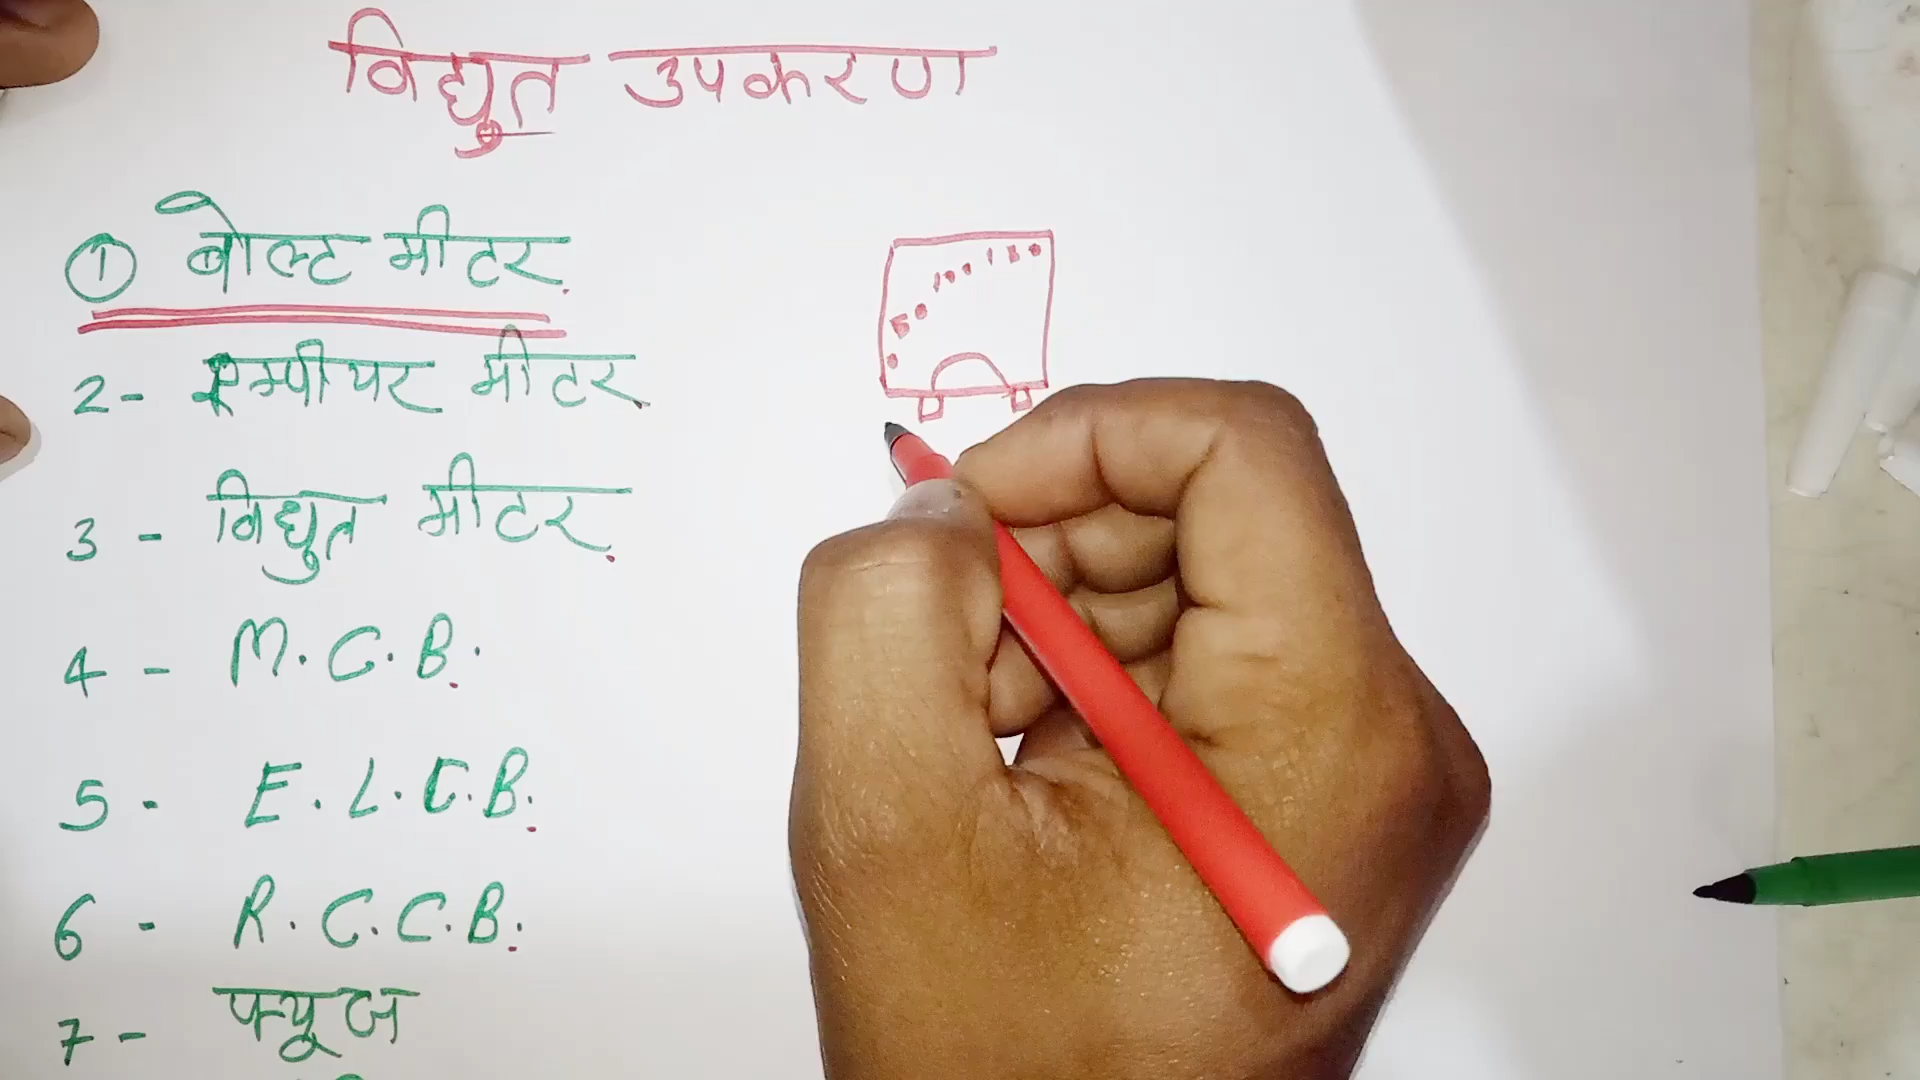 विद्युत उपकरण
① बोल्ट मीटर
2- एम्पीयर मीटर
3 - विद्युत मीटर
4 - M.C.B.
5 - E.L.C.B.
6 - R.C.C.B.
7 - फ्यूज